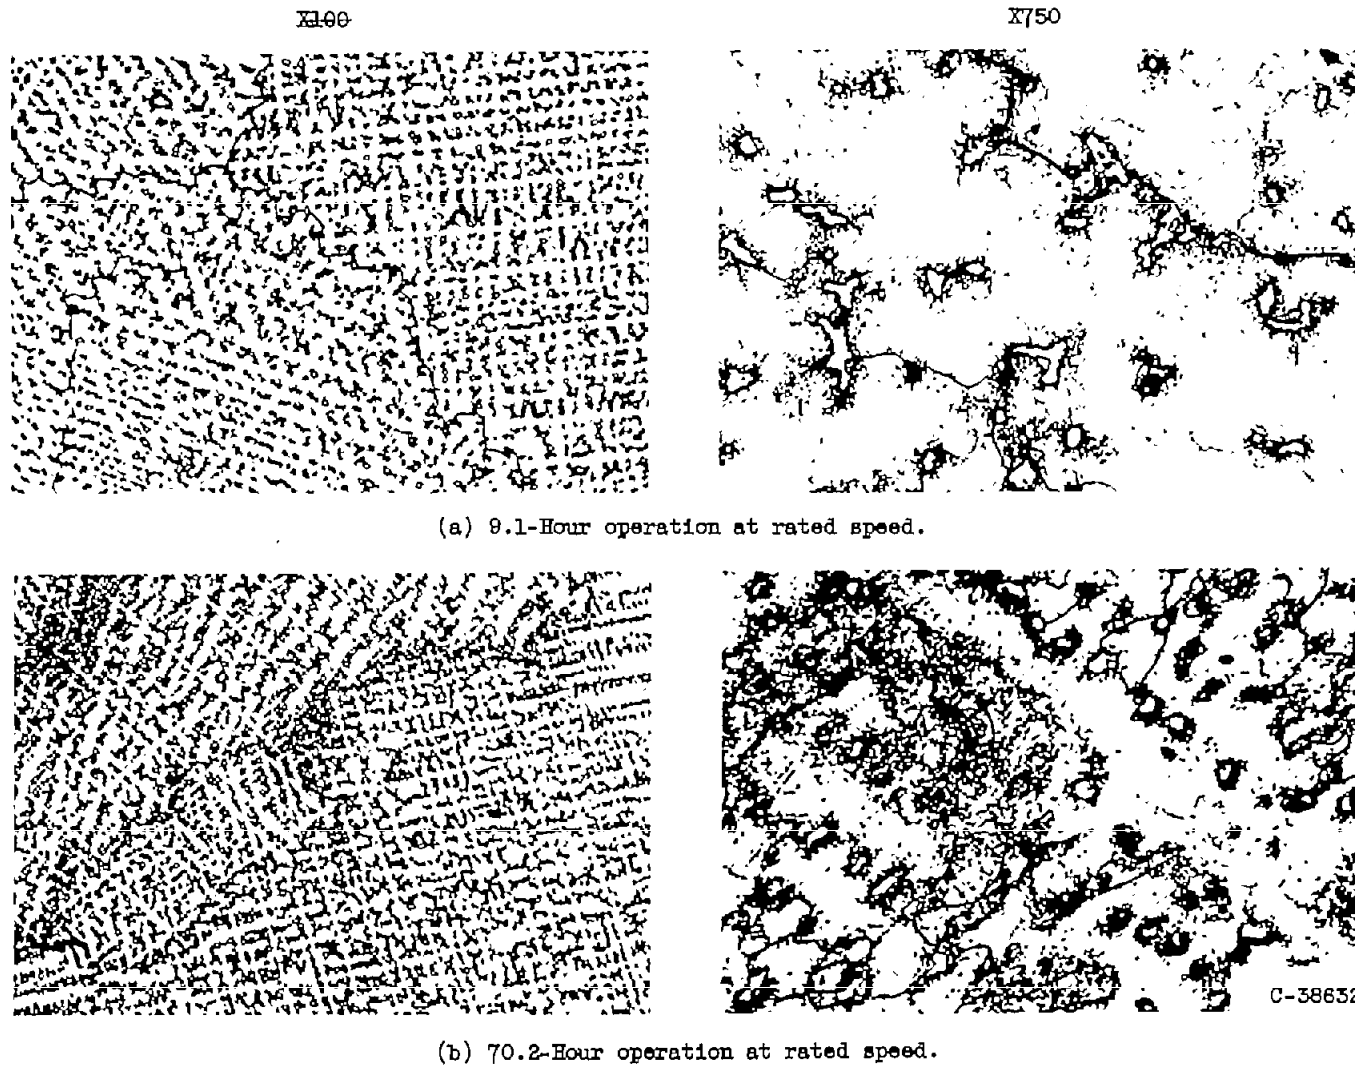 X100
X750
(a) 9.1-Hour operation at rated speed.
C-38632
(b) 70.2-Hour operation at rated speed.